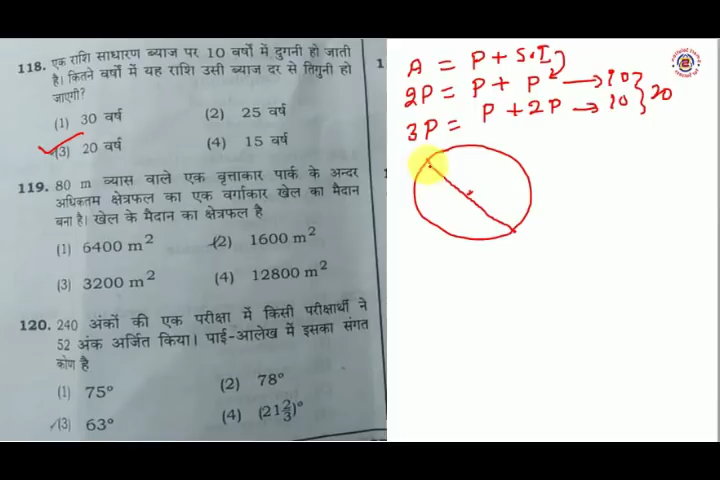 118. एक राशि साधारण ब्याज पर 10 वर्षों में दुगनी हो जाती
है। कितने वर्षों में यह राशि उसी ब्याज दर से तिगुनी हो
जाएगी?
(1) 30 वर्ष (2) 25 वर्ष
(3) 20 वर्ष (4) 15 वर्ष
119. 80 m व्यास वाले एक वृत्ताकार पार्क के अन्दर
अधिकतम क्षेत्रफल का एक वर्गाकार खेल का मैदान
बना है। खेल के मैदान का क्षेत्रफल है
(1) 6400 m² (2) 1600 m²
(3) 3200 m² (4) 12800 m²
120. 240 अंकों की एक परीक्षा में किसी परीक्षार्थी ने
52 अंक अर्जित किया। पाई-आलेख में इसका संगत
कोण है
(1) 75° (2) 78°
(3) 63° (4) (21⅔)°
1
A = P + S.I
2P = P + P → 10
3P = P + 2P → 10 } 20